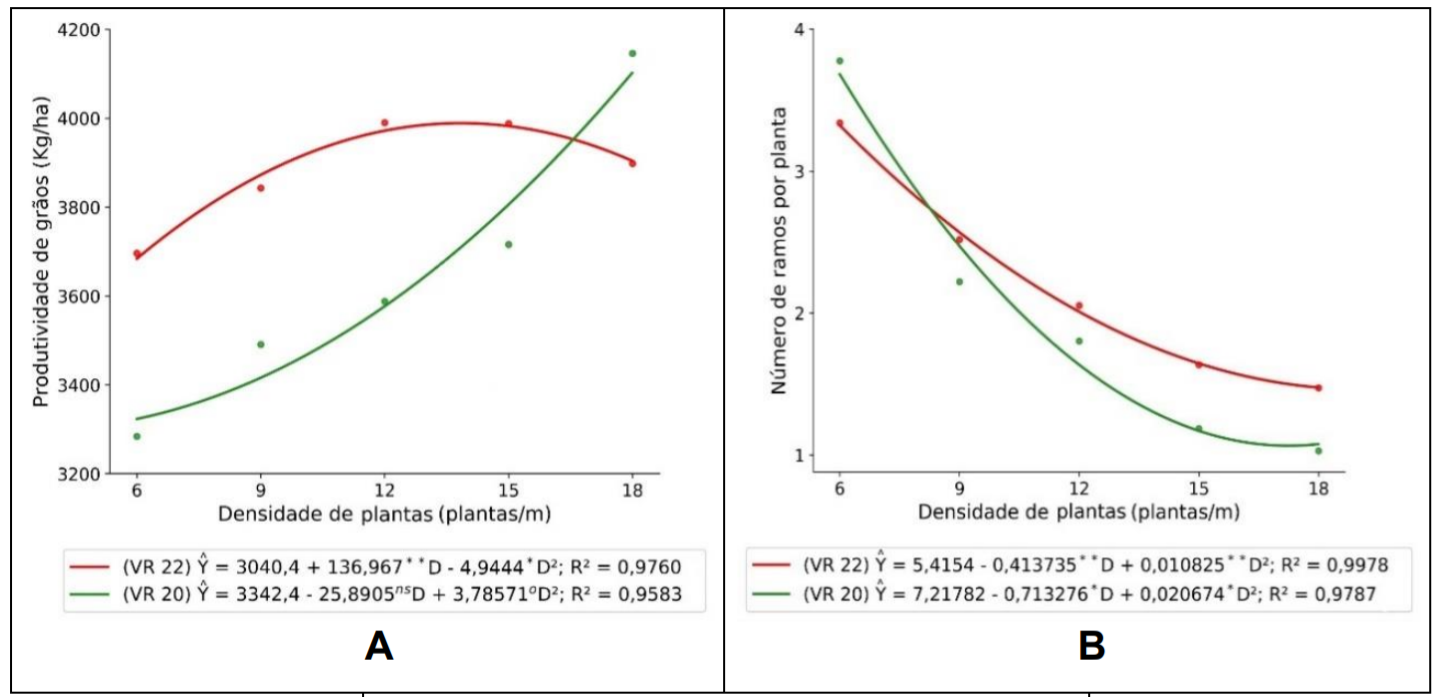 4200
4000
3800
3600
3400
3200
Produtividade de grãos (Kg/ha)
6 9 12 15 18
Densidade de plantas (plantas/m)
(VR 22) Ŷ = 3040,4 + 136,967**D - 4,9444*D²; R² = 0,9760
(VR 20) Ŷ = 3342,4 - 25,8905ⁿˢD + 3,78571ᵒD²; R² = 0,9583
A
4
3
2
1
Número de ramos por planta
6 9 12 15 18
Densidade de plantas (plantas/m)
(VR 22) Ŷ = 5,4154 - 0,413735**D + 0,010825**D²; R² = 0,9978
(VR 20) Ŷ = 7,21782 - 0,713276*D + 0,020674*D²; R² = 0,9787
B